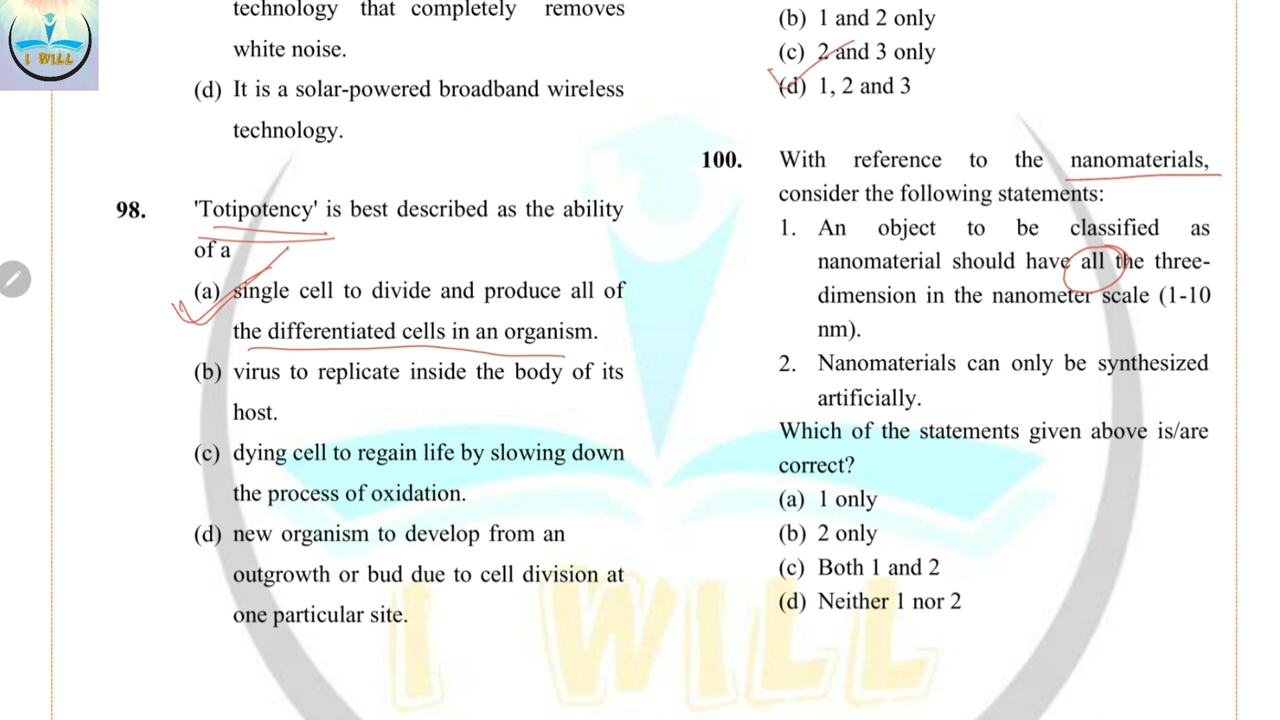 I WILL
technology that completely removes
white noise.
(d) It is a solar-powered broadband wireless
technology.
98. 'Totipotency' is best described as the ability
of a
(a) single cell to divide and produce all of
the differentiated cells in an organism.
(b) virus to replicate inside the body of its
host.
(c) dying cell to regain life by slowing down
the process of oxidation.
(d) new organism to develop from an
outgrowth or bud due to cell division at
one particular site.
(b) 1 and 2 only
(c) 2 and 3 only
(d) 1, 2 and 3
100. With reference to the nanomaterials,
consider the following statements:
1. An object to be classified as
nanomaterial should have all the three-
dimension in the nanometer scale (1-10
nm).
2. Nanomaterials can only be synthesized
artificially.
Which of the statements given above is/are
correct?
(a) 1 only
(b) 2 only
(c) Both 1 and 2
(d) Neither 1 nor 2
I WILL